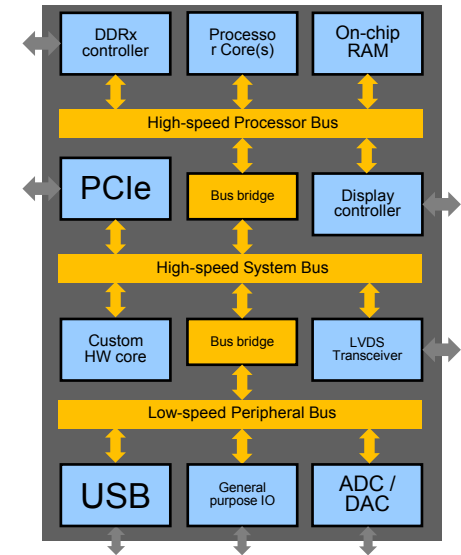 DDRx
controller
Processo
r Core(s)
On-chip
RAM
High-speed Processor Bus
PCIe
Bus bridge
Display
controller
High-speed System Bus
Custom
HW core
Bus bridge
LVDS
Transceiver
Low-speed Peripheral Bus
USB
General
purpose IO
ADC /
DAC